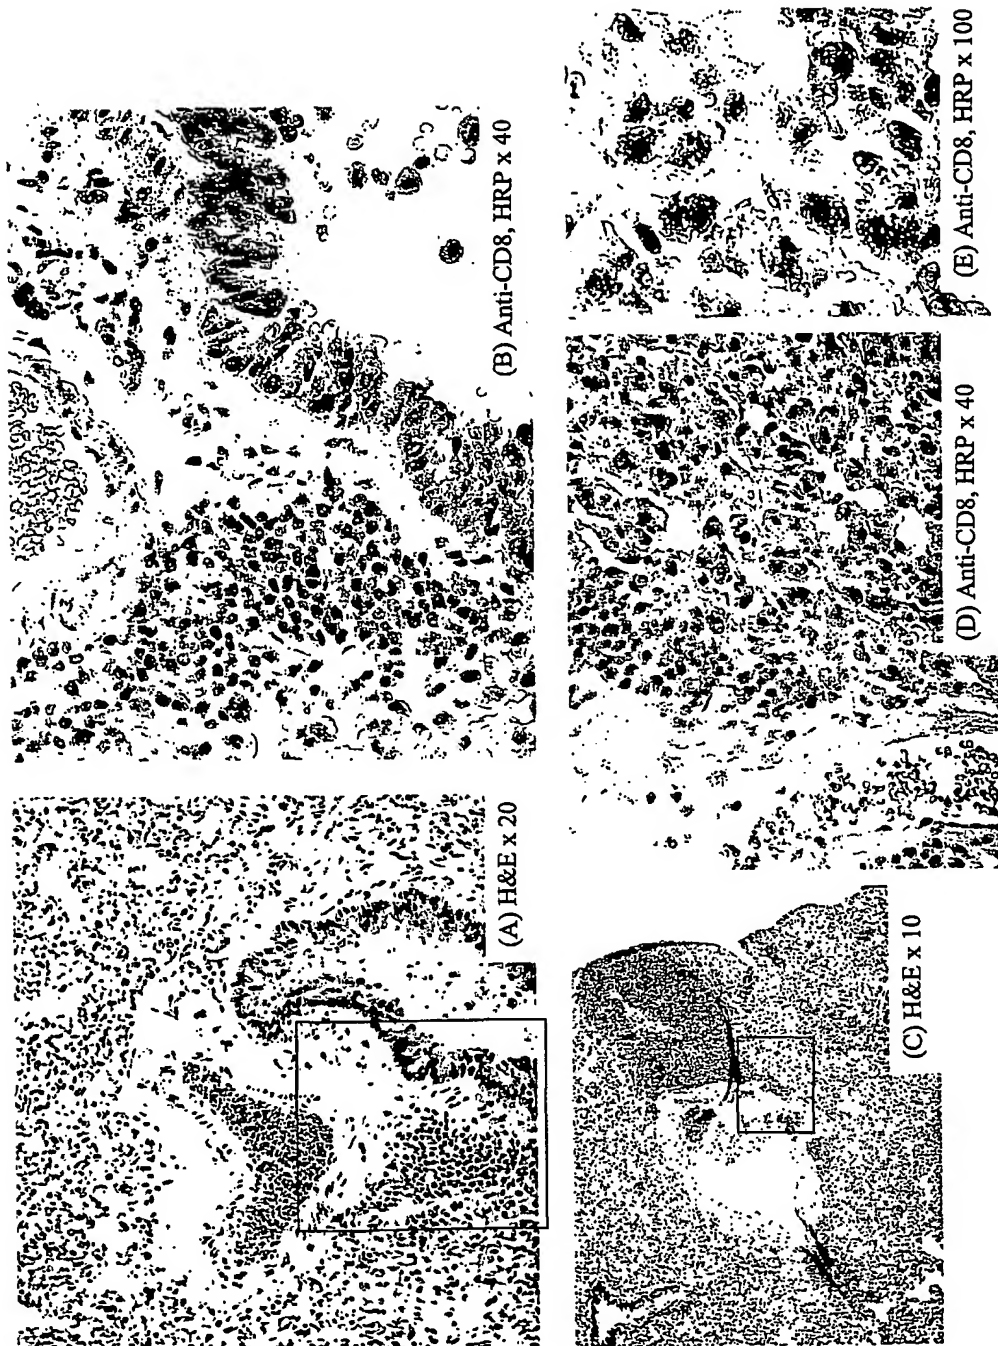 (A) H&E x 20
(B) Anti-CD8, HRP x 40
(C) H&E x 10
(D) Anti-CD8, HRP x 40
(E) Anti-CD8, HRP x 100